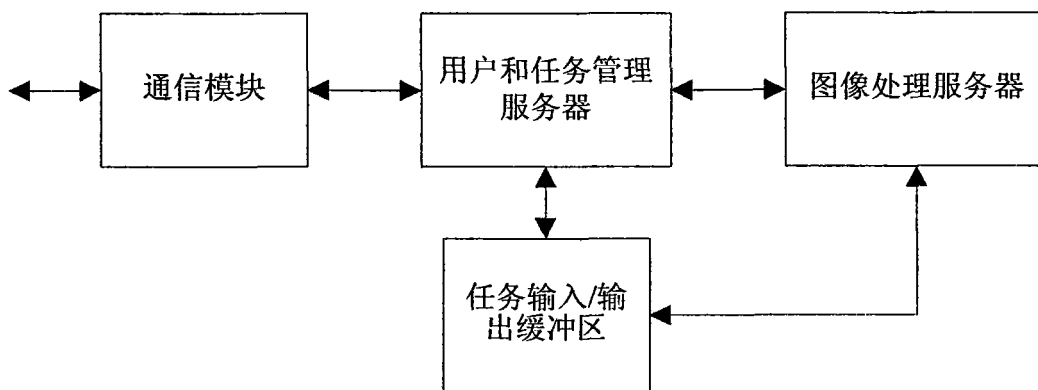 通信模块
用户和任务管理
服务器
图像处理服务器
任务输入/输
出缓冲区